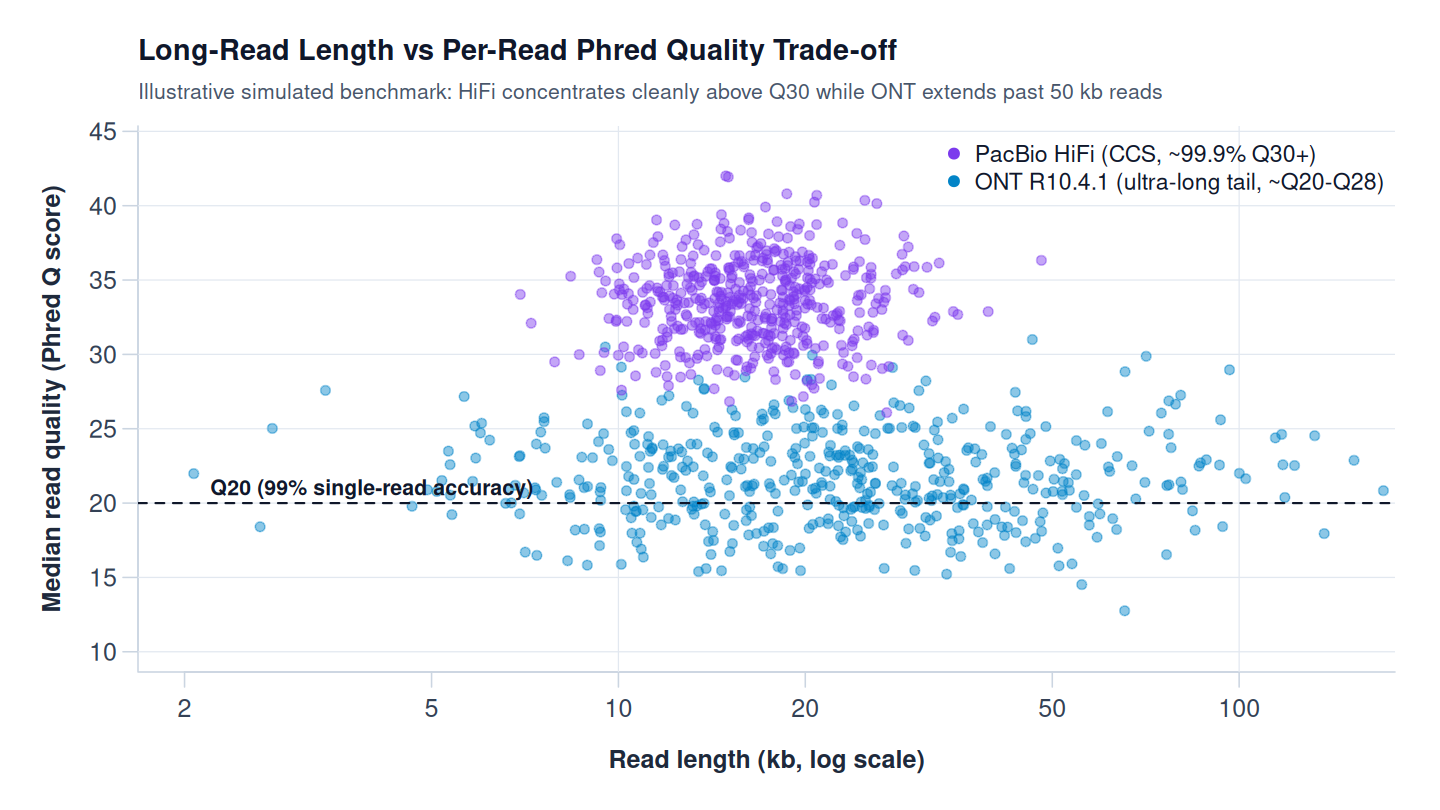 Long-Read Length vs Per-Read Phred Quality Trade-off
Illustrative simulated benchmark: HiFi concentrates cleanly above Q30 while ONT extends past 50 kb reads
PacBio HiFi (CCS, ~99.9% Q30+)
ONT R10.4.1 (ultra-long tail, ~Q20-Q28)
Median read quality (Phred Q score)
45
40
35
30
25
20
15
10
Q20 (99% single-read accuracy)
2
5
10
20
50
100
Read length (kb, log scale)